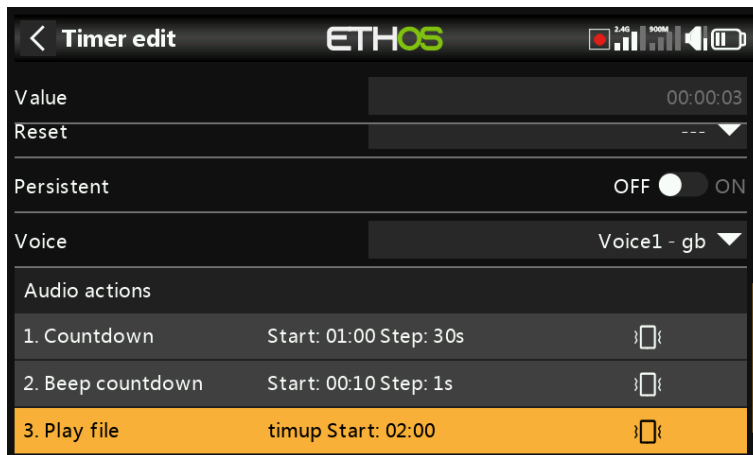 Timer edit ETHOS 2.4G 900M
Value 00:00:03
Reset ---
Persistent OFF ON
Voice Voice1 - gb
Audio actions
1. Countdown Start: 01:00 Step: 30s
2. Beep countdown Start: 00:10 Step: 1s
3. Play file timup Start: 02:00